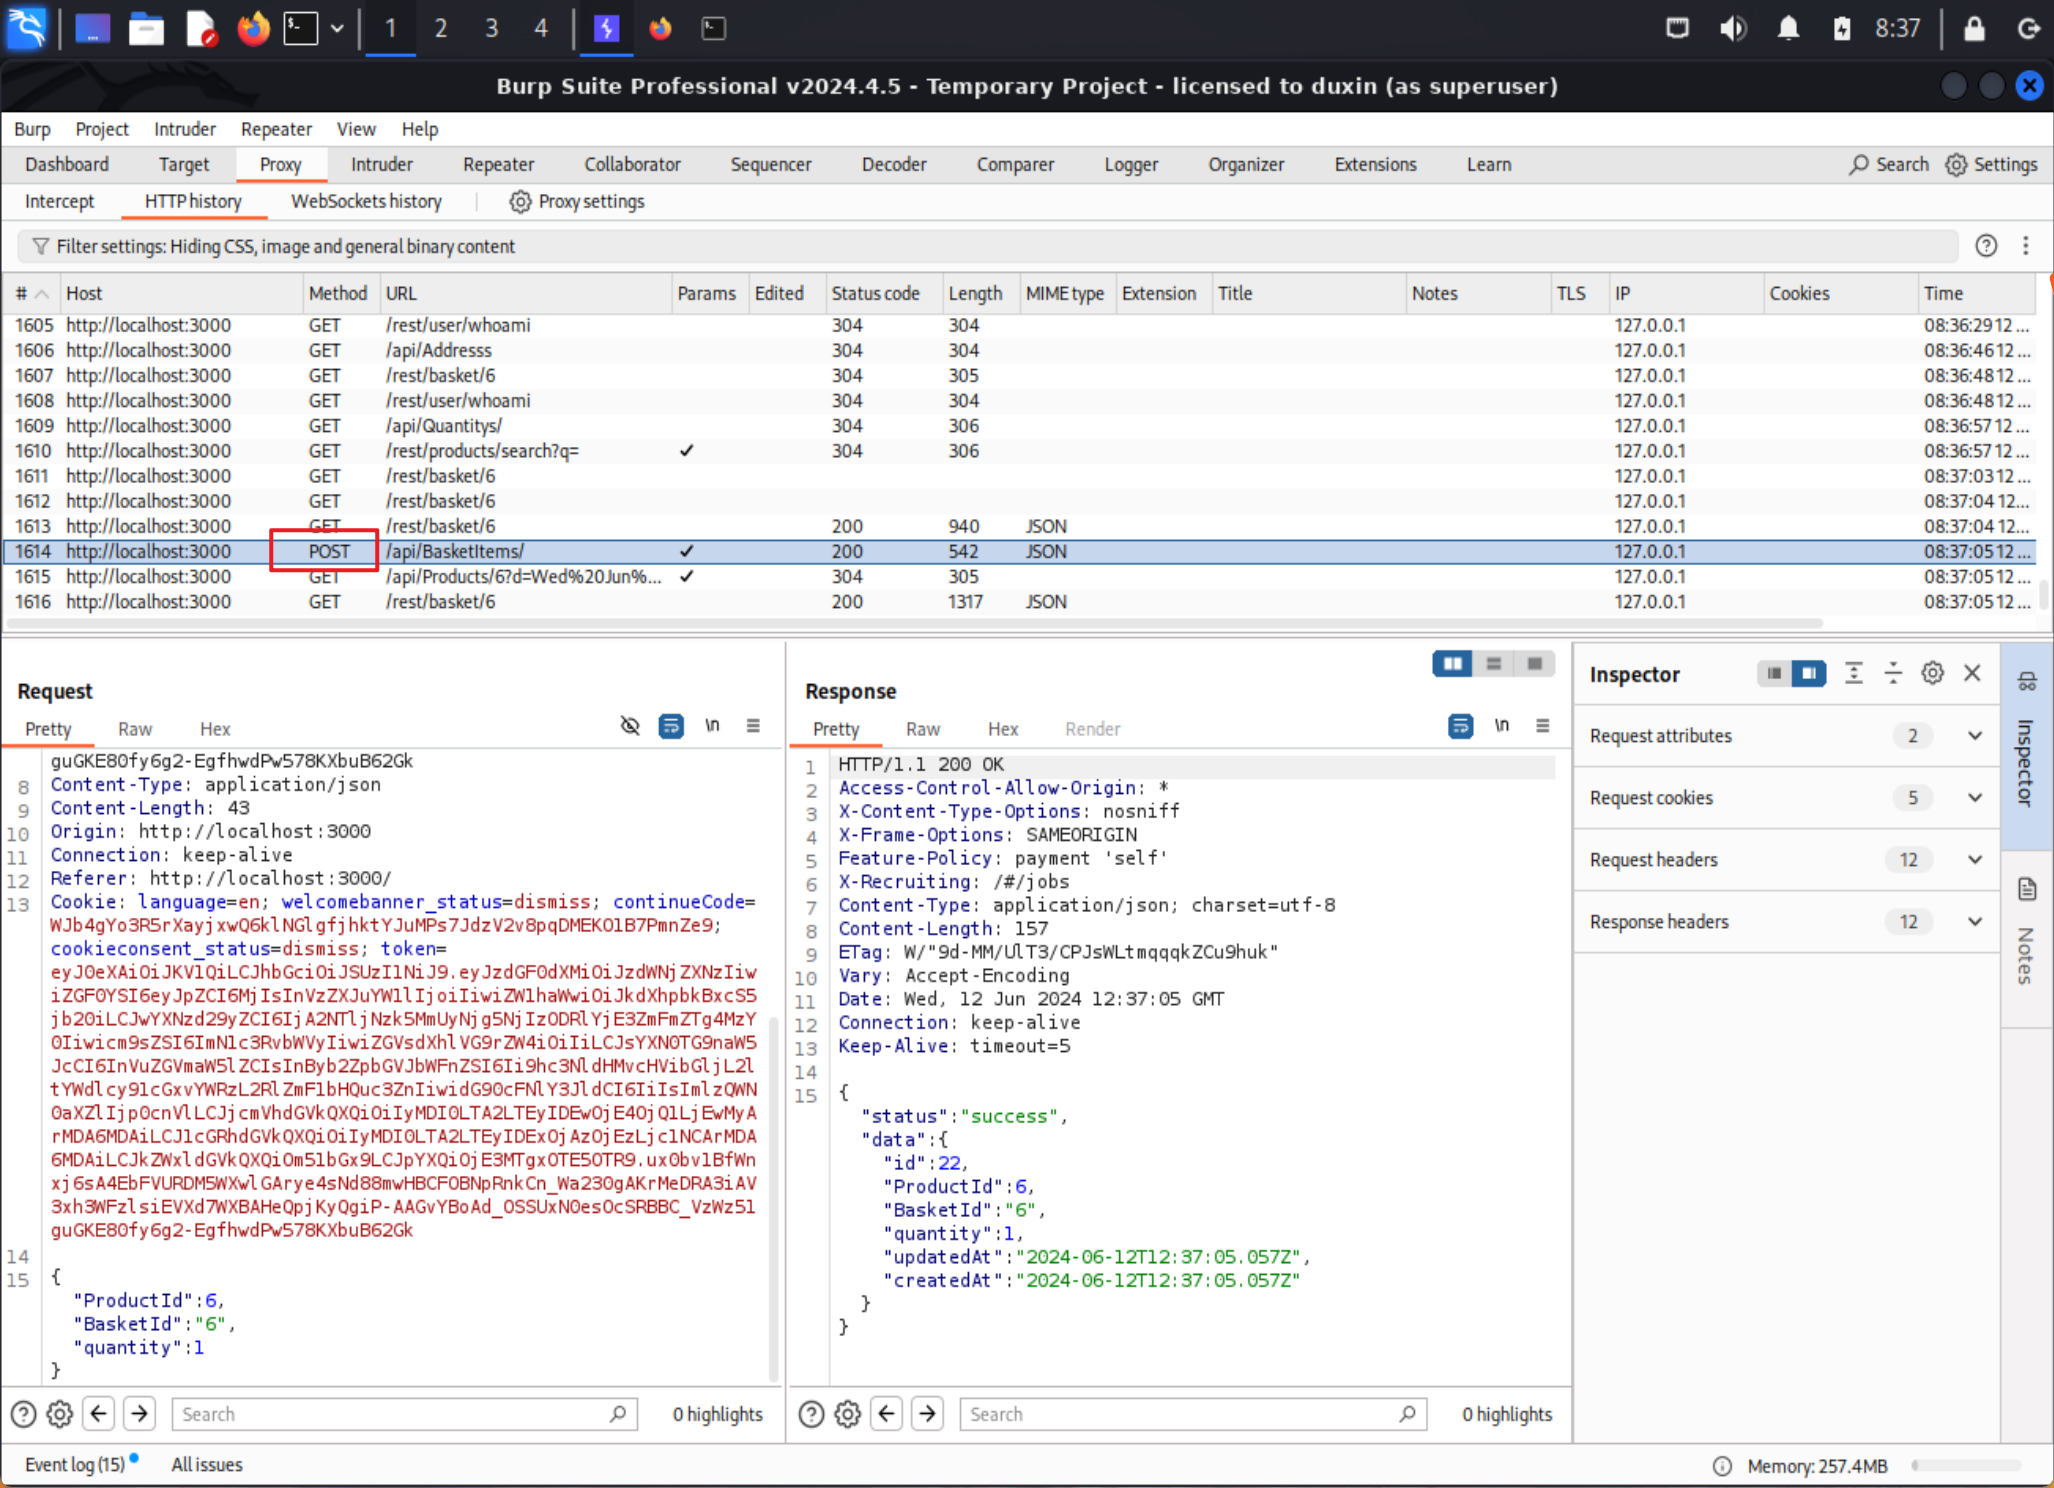 1 2 3 4 8:37
Burp Suite Professional v2024.4.5 - Temporary Project - licensed to duxin (as superuser)
Burp Project Intruder Repeater View Help
Dashboard Target Proxy Intruder Repeater Collaborator Sequencer Decoder Comparer Logger Organizer Extensions Learn Search Settings
Intercept HTTP history WebSockets history Proxy settings
Filter settings: Hiding CSS, image and general binary content
# Host Method URL Params Edited Status code Length MIME type Extension Title Notes TLS IP Cookies Time
1605 http://localhost:3000 GET /rest/user/whoami 304 304 127.0.0.1 08:36:29 12 ...
1606 http://localhost:3000 GET /api/Addresss 304 304 127.0.0.1 08:36:46 12 ...
1607 http://localhost:3000 GET /rest/basket/6 304 305 127.0.0.1 08:36:48 12 ...
1608 http://localhost:3000 GET /rest/user/whoami 304 304 127.0.0.1 08:36:48 12 ...
1609 http://localhost:3000 GET /api/Quantitys/ 304 306 127.0.0.1 08:36:57 12 ...
1610 http://localhost:3000 GET /rest/products/search?q= ✓ 304 306 127.0.0.1 08:36:57 12 ...
1611 http://localhost:3000 GET /rest/basket/6 127.0.0.1 08:37:03 12 ...
1612 http://localhost:3000 GET /rest/basket/6 127.0.0.1 08:37:04 12...
1613 http://localhost:3000 GET /rest/basket/6 200 940 JSON 127.0.0.1 08:37:04 12...
1614 http://localhost:3000 POST /api/BasketItems/ ✓ 200 542 JSON 127.0.0.1 08:37:05 12 ...
1615 http://localhost:3000 GET /api/Products/6?d=Wed%20Jun%... ✓ 304 305 127.0.0.1 08:37:05 12 ...
1616 http://localhost:3000 GET /rest/basket/6 200 1317 JSON 127.0.0.1 08:37:05 12 ...
Request
Pretty Raw Hex \n
guGKE80fy6g2-EgfhwdPw578KXbuB62Gk
8 Content-Type: application/json
9 Content-Length: 43
10 Origin: http://localhost:3000
11 Connection: keep-alive
12 Referer: http://localhost:3000/
13 Cookie: language=en; welcomebanner_status=dismiss; continueCode=
WJb4gYo3R5rXayjxwQ6klNGlgfjhktYJuMPs7JdzV2v8pqDMEKO1B7PmnZe9;
cookieconsent_status=dismiss; token=
eyJ0eXAiOiJKV1QiLCJhbGciOiJSUzI1NiJ9.eyJzdGF0dXMiOiJzdWNjZXNzIiw
iZGF0YSI6eyJpZCI6MjIsInVzZXJuYW1lIjoiIiwiZW1haWwiOiJkdXhpbkBxcS5
jb20iLCJwYXNzd29yZCI6IjA2NTljNzk5MmUyNjg5NjIzODRlYjE3ZmFmZTg4MzY
0Iiwicm9sZSI6ImN1c3RvbWVyIiwiZGVsdXhlVG9rZW4iOiIiLCJsYXN0TG9naW5
JcCI6InVuZGVmaW5lZCIsInByb2ZpbGVJbWFnZSI6Ii9hc3NldHMvcHVibGljL2l
tYWdlcy91cGxvYWRzL2RlZmF1bHQuc3ZnIiwidG90cFNlY3JldCI6IiIsImlzQWN
0aXZlIjp0cnVlLCJjcmVhdGVkQXQiOiIyMDI0LTA2LTEyIDEwOjE4OjQ1LjEwMyA
rMDA6MDAiLCJ1cGRhdGVkQXQiOiIyMDI0LTA2LTEyIDExOjAzOjEzLjc1NCArMDA
6MDAiLCJkZWxldGVkQXQiOm51bGx9LCJpYXQiOjE3MTgxOTE5OTR9.ux0bv1BfWn
xj6sA4EbFVURDM5WXwlGArye4sNd88mwHBCFOBNpRnkCn_Wa230gAKrMeDRA3iAV
3xh3WFzlsiEVXd7WXBAHeQpjKyQgiP-AAGvYBoAd_OSSUxN0esOcSRBBC_VzWz51
guGKE80fy6g2-EgfhwdPw578KXbuB62Gk
14
15 {
"ProductId":6,
"BasketId":"6",
"quantity":1
}
Search 0 highlights
Response
Pretty Raw Hex Render \n
1 HTTP/1.1 200 OK
2 Access-Control-Allow-Origin: *
3 X-Content-Type-Options: nosniff
4 X-Frame-Options: SAMEORIGIN
5 Feature-Policy: payment 'self'
6 X-Recruiting: /#/jobs
7 Content-Type: application/json; charset=utf-8
8 Content-Length: 157
9 ETag: W/"9d-MM/UlT3/CPJsWLtmqqqkZCu9huk"
10 Vary: Accept-Encoding
11 Date: Wed, 12 Jun 2024 12:37:05 GMT
12 Connection: keep-alive
13 Keep-Alive: timeout=5
14
15 {
"status":"success",
"data":{
"id":22,
"ProductId":6,
"BasketId":"6",
"quantity":1,
"updatedAt":"2024-06-12T12:37:05.057Z",
"createdAt":"2024-06-12T12:37:05.057Z"
}
}
Search 0 highlights
Inspector
Request attributes 2
Request cookies 5
Request headers 12
Response headers 12
Inspector
Notes
Event log (15) All issues Memory: 257.4MB